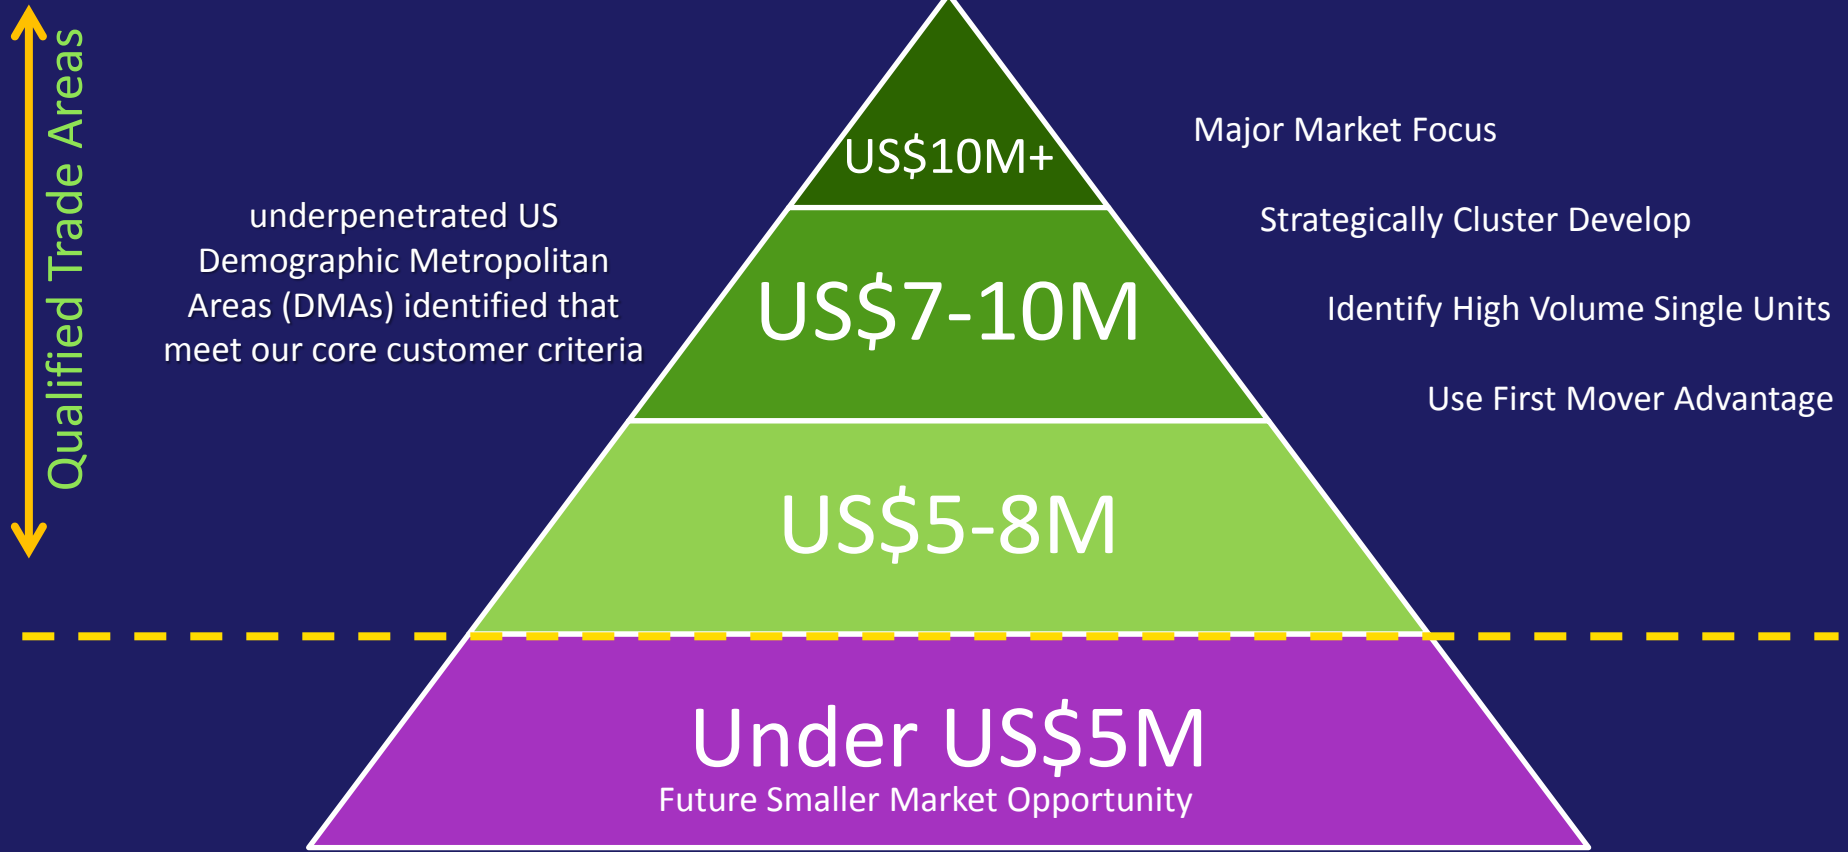 Qualified Trade Areas
underpenetrated US
Demographic Metropolitan
Areas (DMAs) identified that
meet our core customer criteria
US$10M+
US$7-10M
US$5-8M
Under US$5M
Future Smaller Market Opportunity
Major Market Focus
Strategically Cluster Develop
Identify High Volume Single Units
Use First Mover Advantage